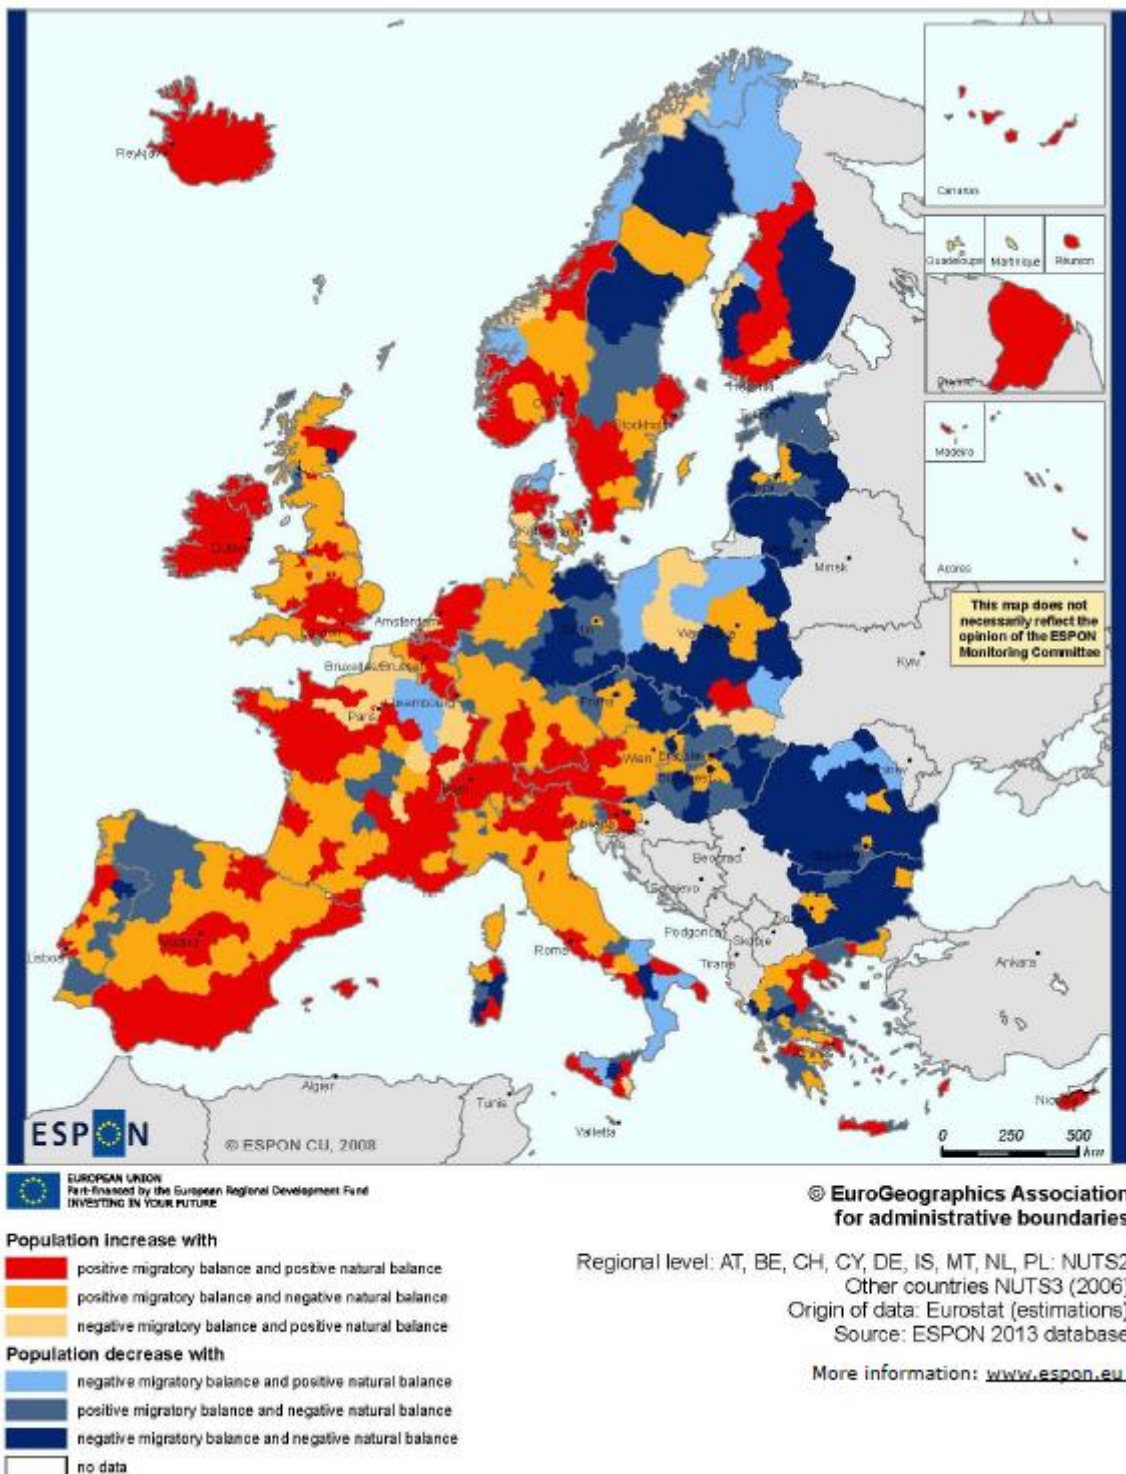 Reykjavik
Canarias
Guadeloupe
Martinique
Réunion
Guyane
Madeira
Acores
Stockholm
Dublin
Minsk
Amsterdam
London
Bruxelles/Brussel
Paris
Luxembourg
Praha
Kyiv
Wien
Bern
Beograd
Sarajevo
Podgorica
Skopje
Tirana
Roma
Madrid
Lisboa
Ankara
Alger
Tunis
Valletta
This map does not
necessarily reflect the
opinion of the ESPON
Monitoring Committee
ESPON
© ESPON CU, 2008
0 250 500
km
EUROPEAN UNION
Part-financed by the European Regional Development Fund
INVESTING IN YOUR FUTURE
© EuroGeographics Association
for administrative boundaries
Population increase with
positive migratory balance and positive natural balance
positive migratory balance and negative natural balance
negative migratory balance and positive natural balance
Population decrease with
negative migratory balance and positive natural balance
positive migratory balance and negative natural balance
negative migratory balance and negative natural balance
no data
Regional level: AT, BE, CH, CY, DE, IS, MT, NL, PL: NUTS2
Other countries NUTS3 (2006)
Origin of data: Eurostat (estimations)
Source: ESPON 2013 database
More information: www.espon.eu